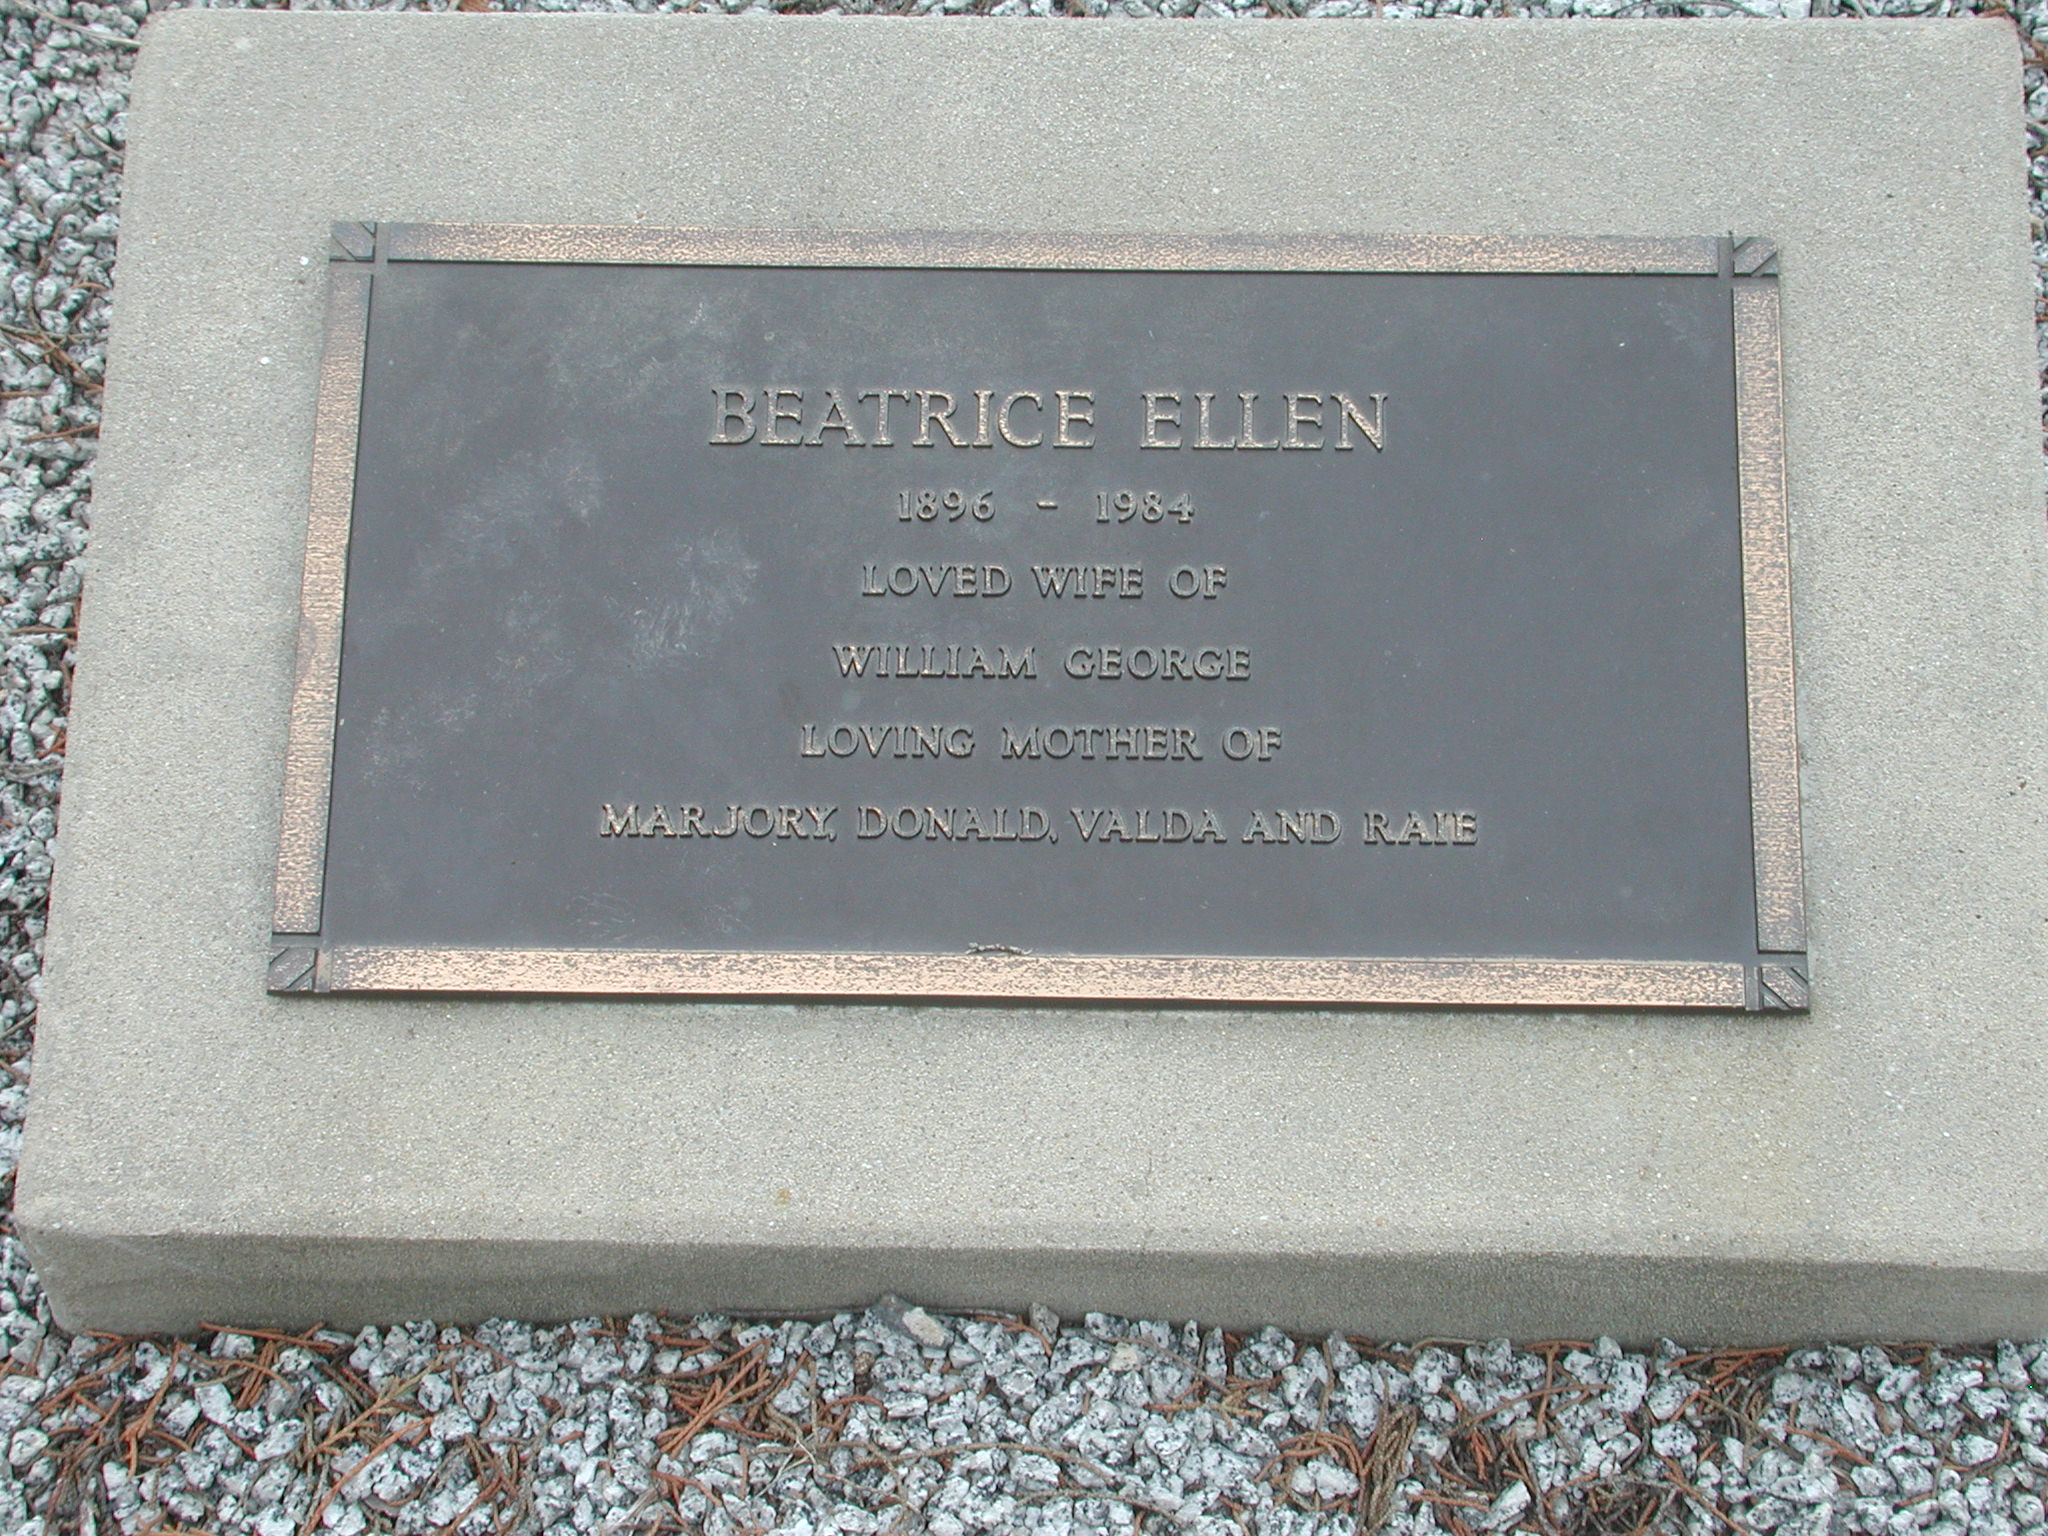 BEATRICE ELLEN
1896 - 1984
LOVED WIFE OF
WILLIAM GEORGE
LOVING MOTHER OF
MARJORY, DONALD, VALDA AND RAIE